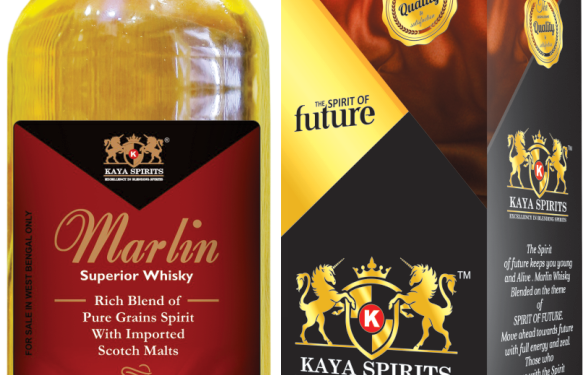 FOR SALE IN WEST BENGAL ONLY
KAYA SPIRITS
EXCELLENCE IN BLENDING SPIRITS
Marlin
Superior Whisky
Rich Blend of
Pure Grains Spirit
With Imported
Scotch Malts
Quality
THE SPIRIT OF
future
K
TM
KAYA SPIRITS
Quality
K
KAYA SPIRITS
EXCELLENCE IN BLENDING SPIRITS
The Spirit
of future keeps you young
and Alive . Marlin Whisky
Blended on the theme
of
SPIRIT OF FUTURE.
Move ahead towards future
with full energy and zeal.
Those who
with the Spirit